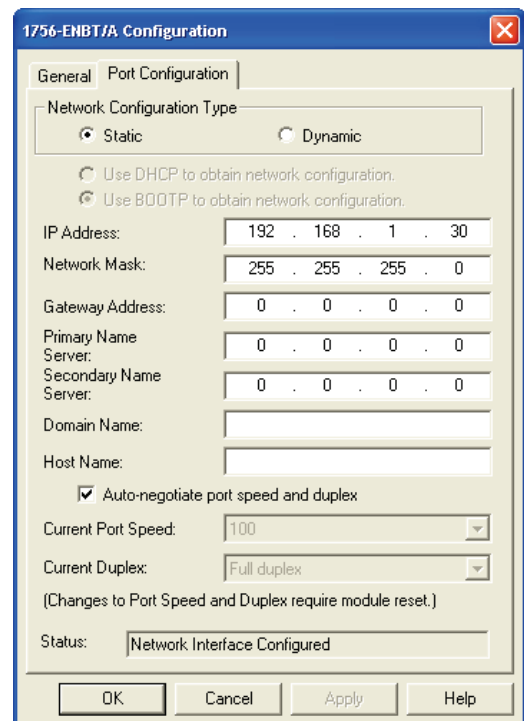 1756-ENBT/A Configuration
General Port Configuration
Network Configuration Type
Static Dynamic
Use DHCP to obtain network configuration.
Use BOOTP to obtain network configuration.
IP Address: 192 . 168 . 1 . 30
Network Mask: 255 . 255 . 255 . 0
Gateway Address: 0 . 0 . 0 . 0
Primary Name
Server: 0 . 0 . 0 . 0
Secondary Name
Server: 0 . 0 . 0 . 0
Domain Name:
Host Name:
Auto-negotiate port speed and duplex
Current Port Speed: 100
Current Duplex: Full duplex
(Changes to Port Speed and Duplex require module reset.)
Status: Network Interface Configured
OK Cancel Apply Help